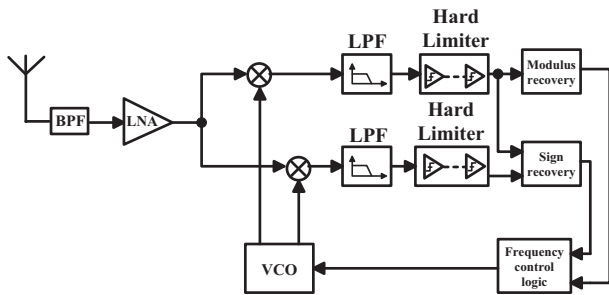 Hard
Limiter
LPF
Modulus
recovery
BPF
LNA
Hard
Limiter
LPF
Sign
recovery
VCO
Frequency
control
logic